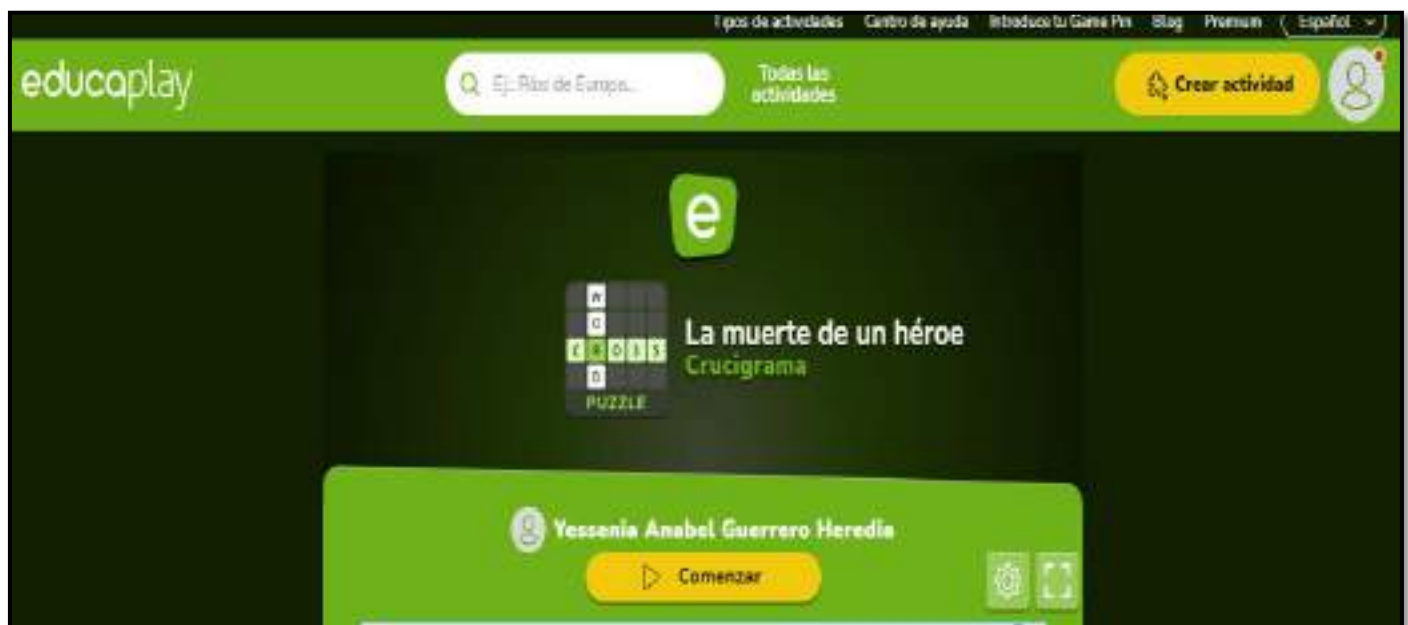 Tipos de actividades Centro de ayuda Introduce tu Game Pin Blog Premium Español
educaplay
Ej.: Ríos de Europa...
Todas las
actividades
Crear actividad
e
W
O
CROSS
D
PUZZLE
La muerte de un héroe
Crucigrama
Yessenia Anabel Guerrero Heredia
Comenzar